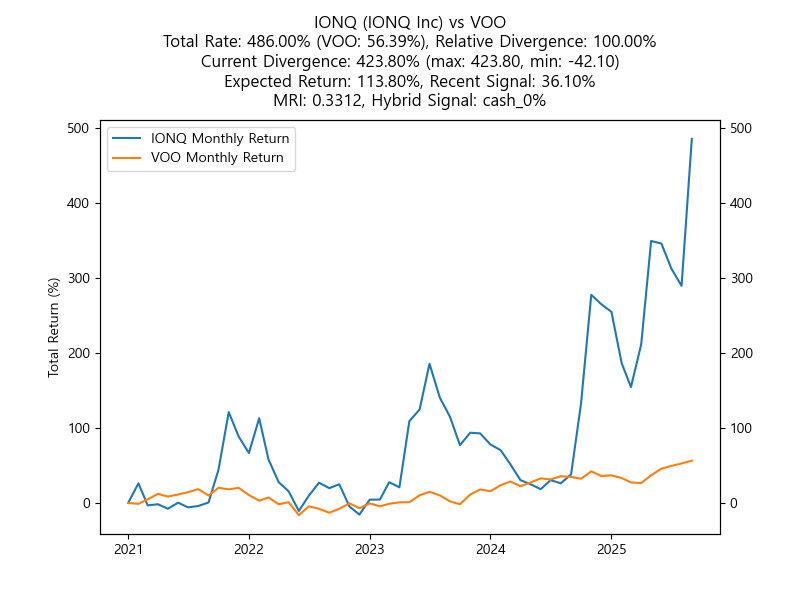 IONQ (IONQ Inc) vs VOO
Total Rate: 486.00% (VOO: 56.39%), Relative Divergence: 100.00%
Current Divergence: 423.80% (max: 423.80, min: -42.10)
Expected Return: 113.80%, Recent Signal: 36.10%
MRI: 0.3312, Hybrid Signal: cash_0%
IONQ Monthly Return
VOO Monthly Return
Total Return (%)
500
400
300
200
100
0
500
400
300
200
100
0
2021
2022
2023
2024
2025